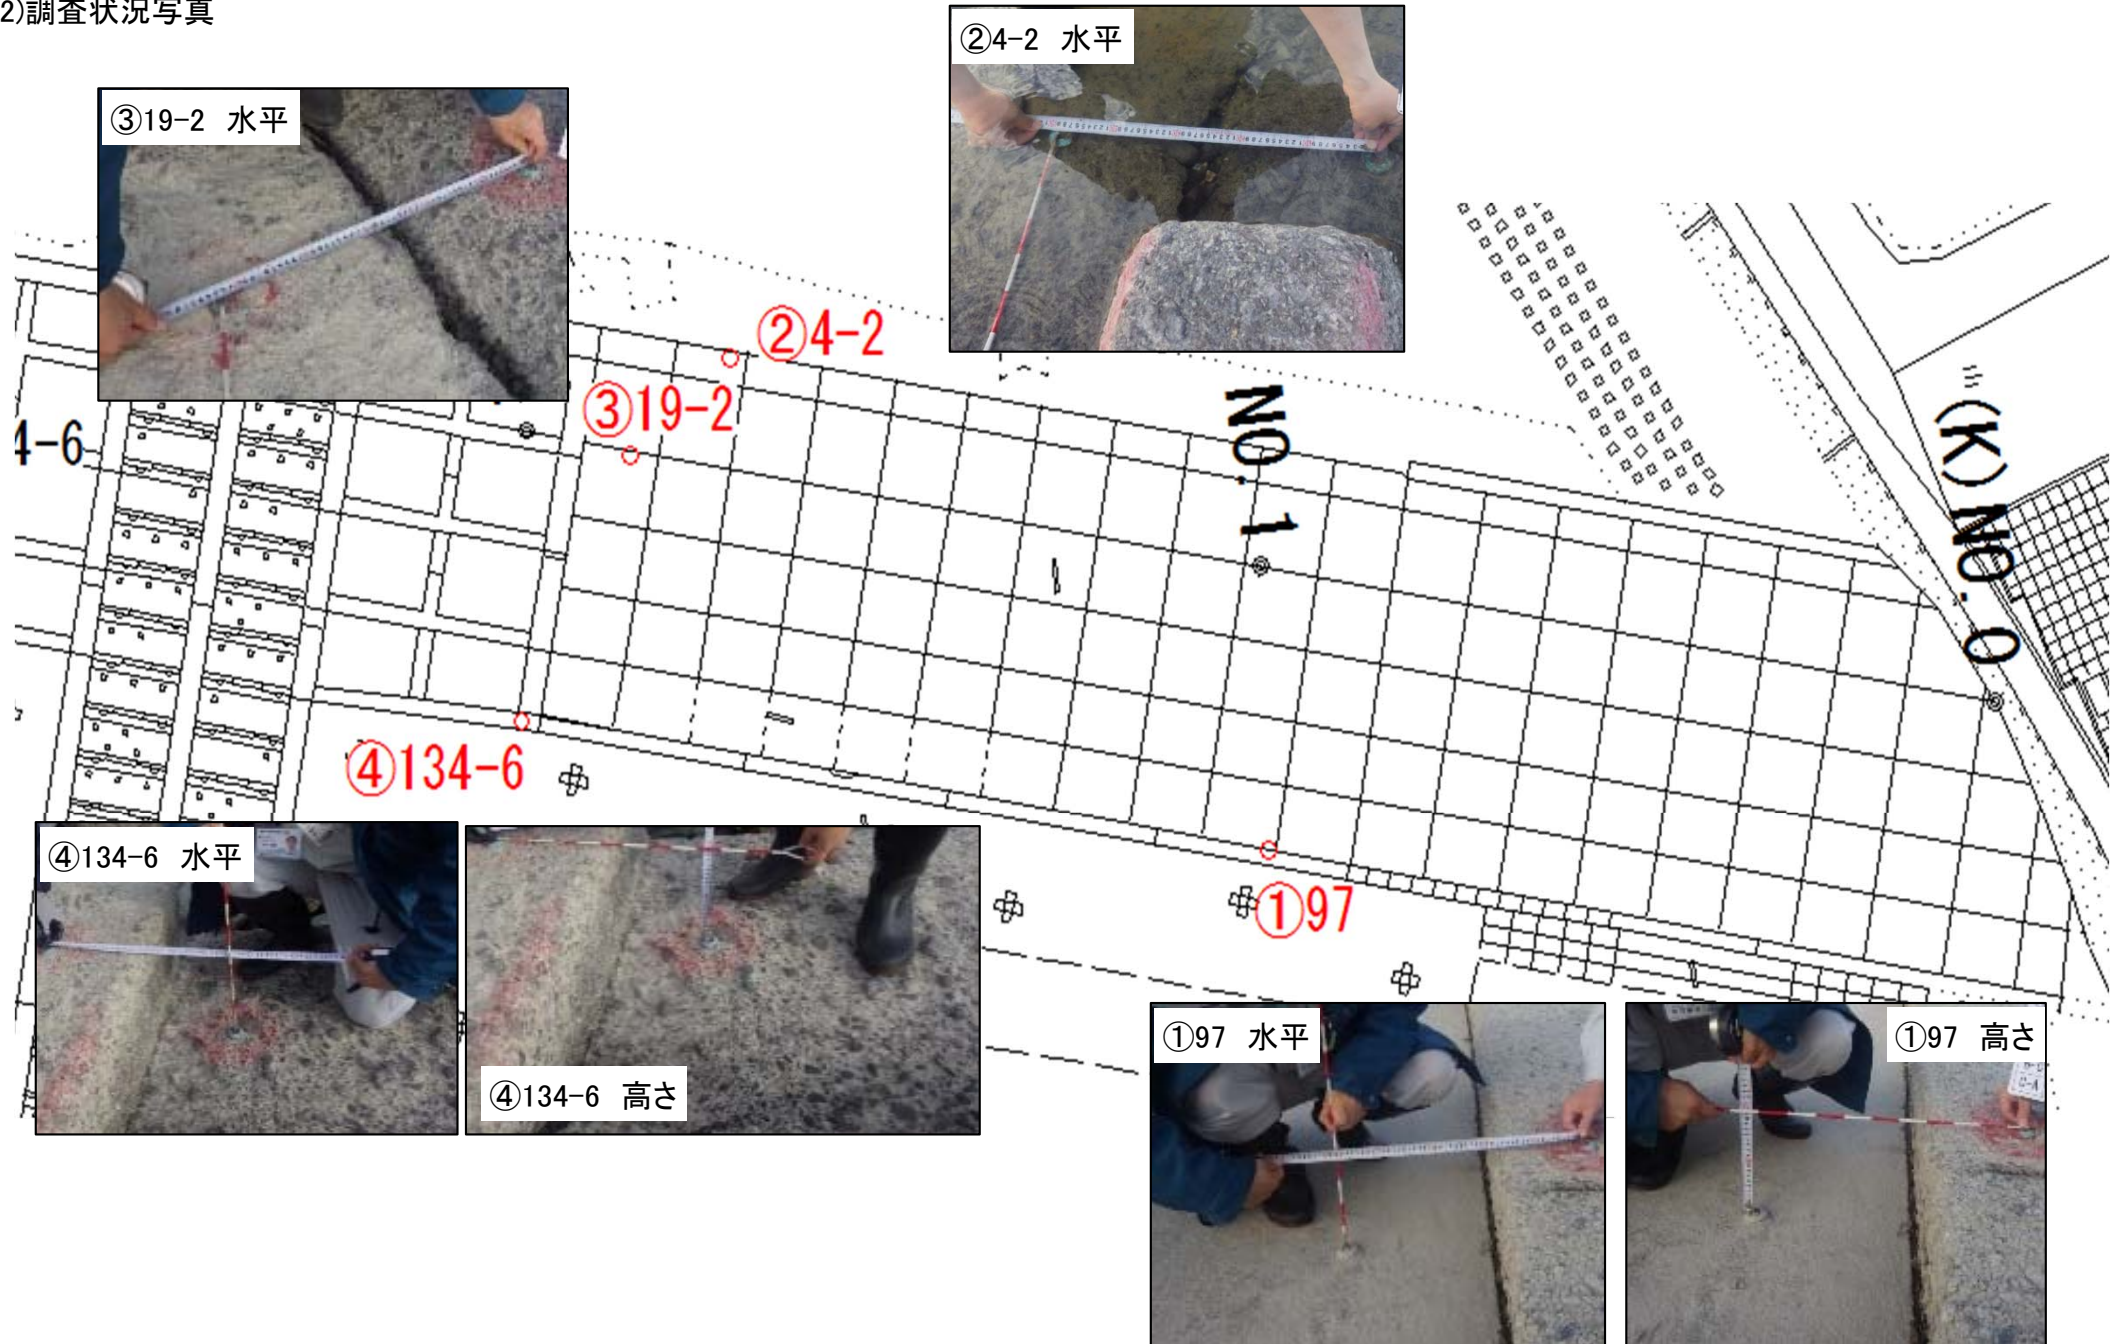 2)調査状況写真
②4-2 水平
③19-2 水平
②4-2
③19-2
4-6
NO.1
(K)NO.0
④134-6
①97
④134-6 水平
④134-6 高さ
①97 水平
①97 高さ